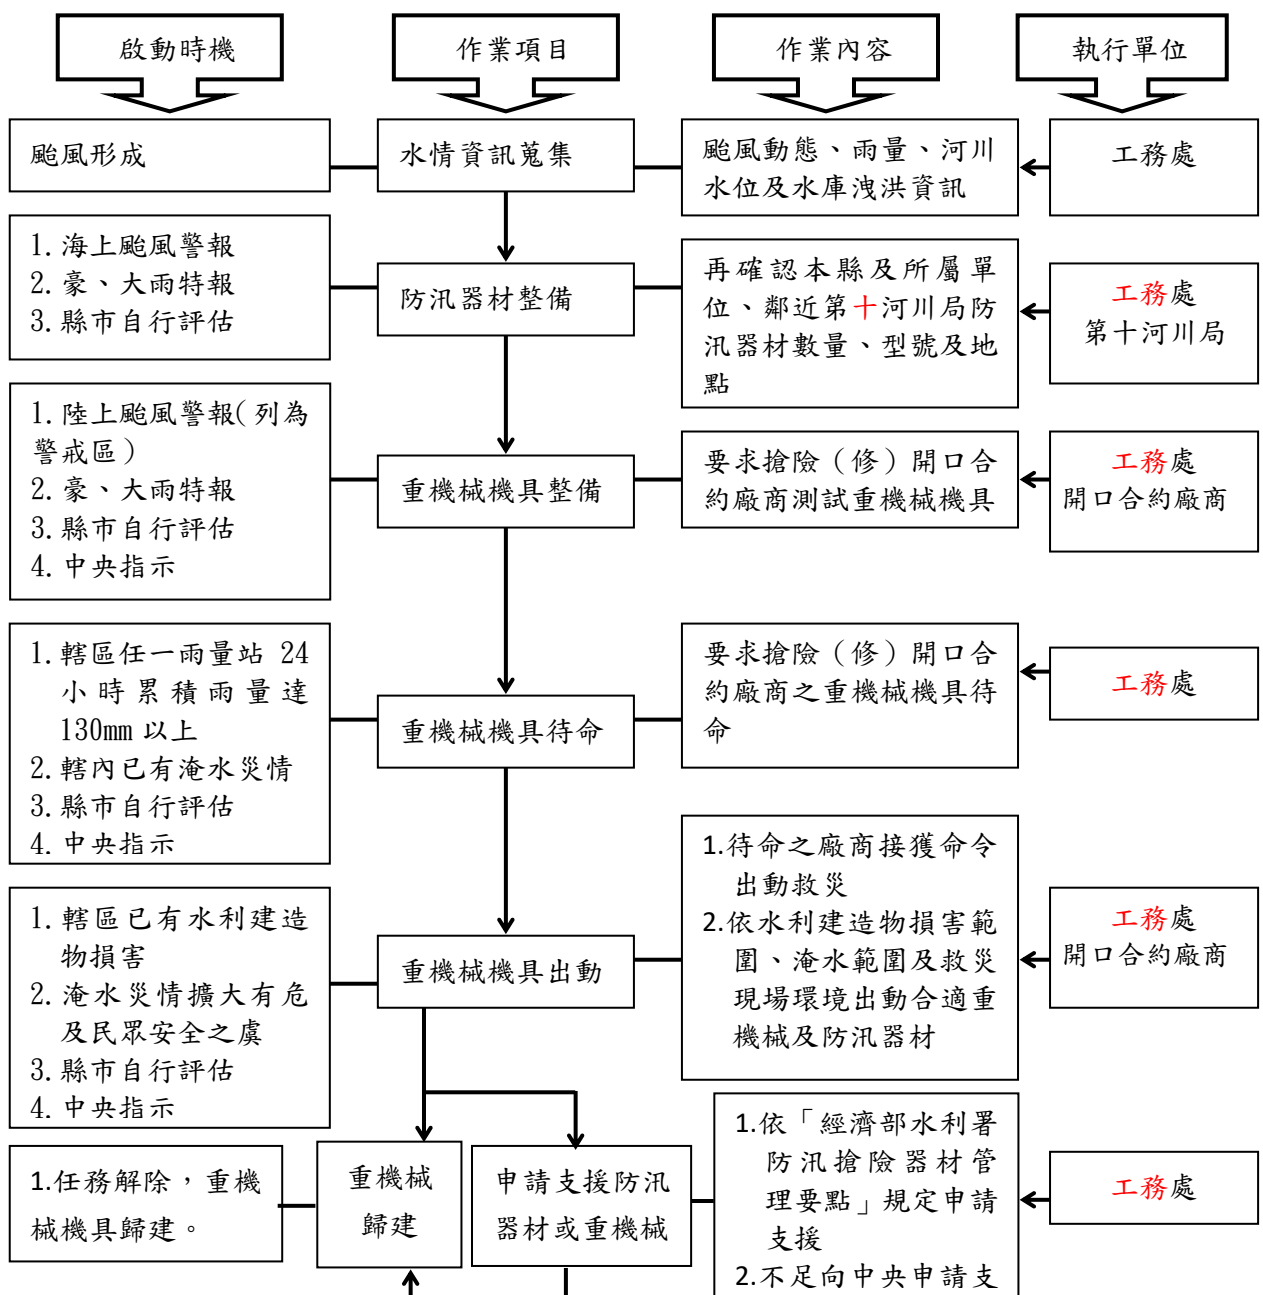 啟動時機
作業項目
作業內容
執行單位
颱風形成
水情資訊蒐集
颱風動態、雨量、河川
水位及水庫洩洪資訊
工務處
1. 海上颱風警報
2. 豪、大雨特報
3. 縣市自行評估
防汛器材整備
再確認本縣及所屬單
位、鄰近第十河川局防
汛器材數量、型號及地
點
工務處
第十河川局
1. 陸上颱風警報(列為
警戒區)
2. 豪、大雨特報
3. 縣市自行評估
4. 中央指示
重機械機具整備
要求搶險（修）開口合
約廠商測試重機械機具
工務處
開口合約廠商
1. 轄區任一雨量站 24
小時累積雨量達
130mm 以上
2. 轄內已有淹水災情
3. 縣市自行評估
4. 中央指示
重機械機具待命
要求搶險（修）開口合
約廠商之重機械機具待
命
工務處
1. 轄區已有水利建造
物損害
2. 淹水災情擴大有危
及民眾安全之虞
3. 縣市自行評估
4. 中央指示
重機械機具出動
1.待命之廠商接獲命令
出動救災
2.依水利建造物損害範
圍、淹水範圍及救災
現場環境出動合適重
機械及防汛器材
工務處
開口合約廠商
1.任務解除，重機
械機具歸建。
重機械
歸建
申請支援防汛
器材或重機械
1.依「經濟部水利署
防汛搶險器材管
理要點」規定申請
支援
2.不足向中央申請支
工務處